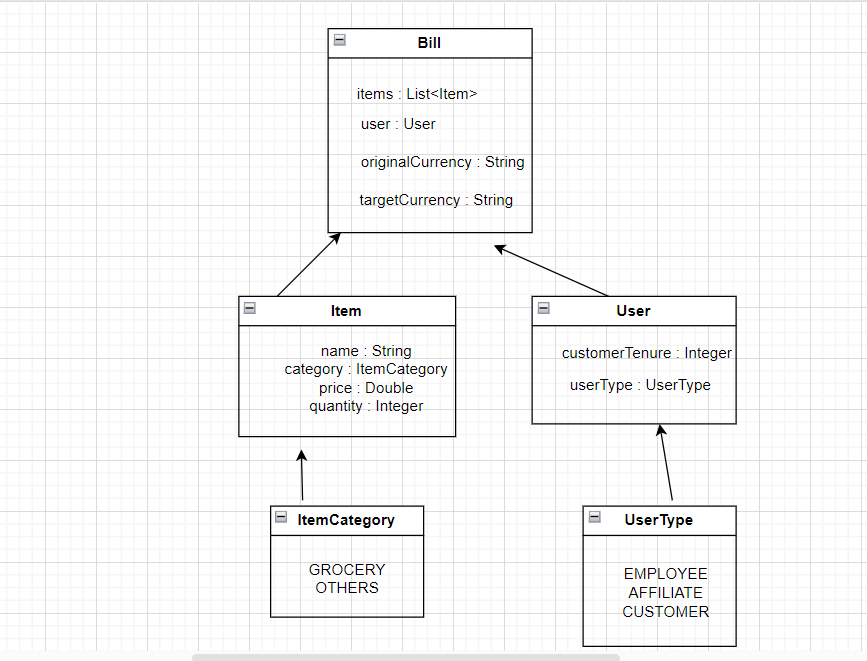 Bill
items : List<Item>
user : User
originalCurrency : String
targetCurrency : String
Item
name : String
category : ItemCategory
price : Double
quantity : Integer
User
customerTenure : Integer
userType : UserType
ItemCategory
GROCERY
OTHERS
UserType
EMPLOYEE
AFFILIATE
CUSTOMER